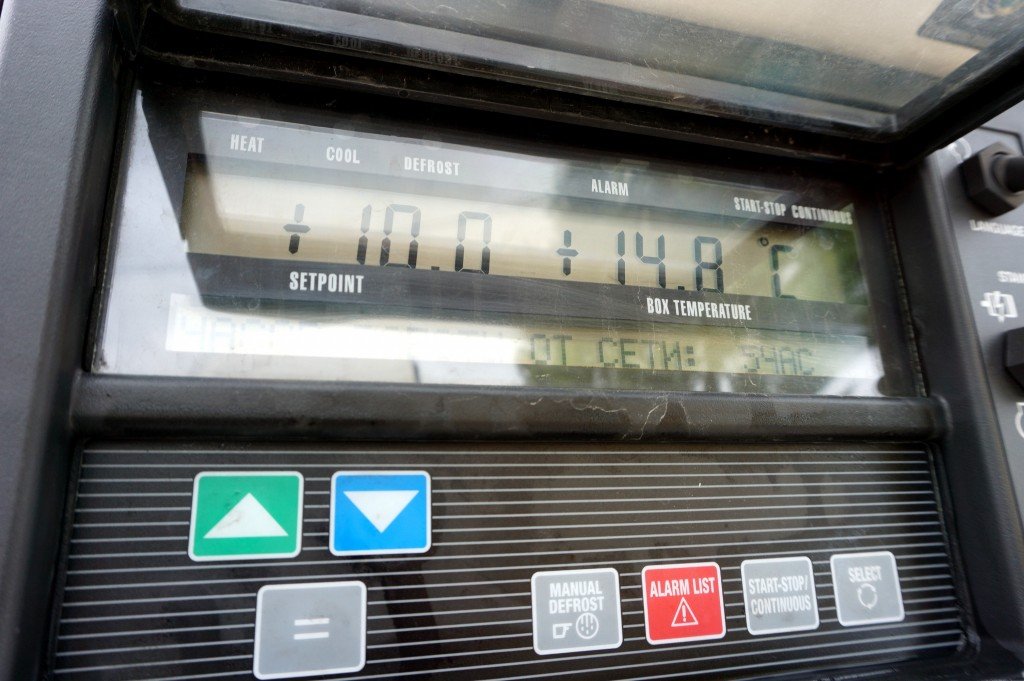 HEAT COOL DEFROST ALARM START-STOP CONTINUOUS
+10.0 +14.8 °C
SETPOINT BOX TEMPERATURE
ОТ СЕТИ: 59ЧАС
LANGUAGE
MANUAL DEFROST
ALARM LIST
START-STOP/
CONTINUOUS
SELECT
=